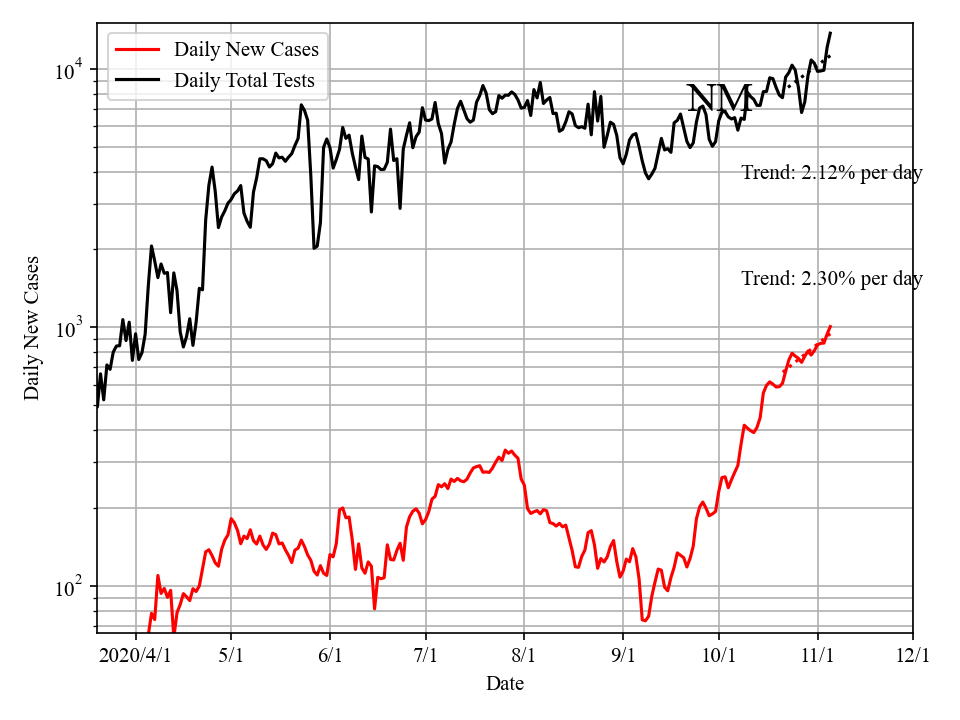 Daily New Cases
Daily Total Tests
NM
Trend: 2.12% per day
Trend: 2.30% per day
10^4
10^3
10^2
Daily New Cases
2020/4/1 5/1 6/1 7/1 8/1 9/1 10/1 11/1 12/1
Date